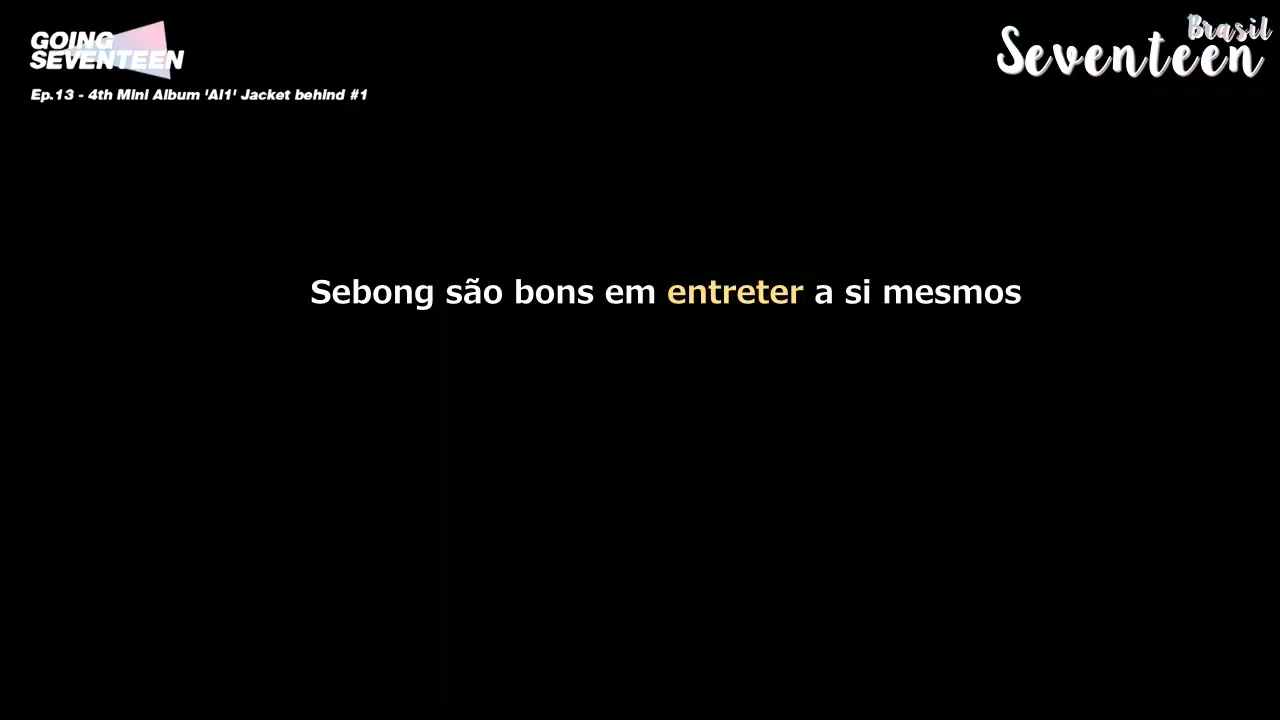 GOING
SEVENTEEN
Ep.13 - 4th Mini Album 'Al1' Jacket behind #1
Brasil
Seventeen
Sebong são bons em entreter a si mesmos